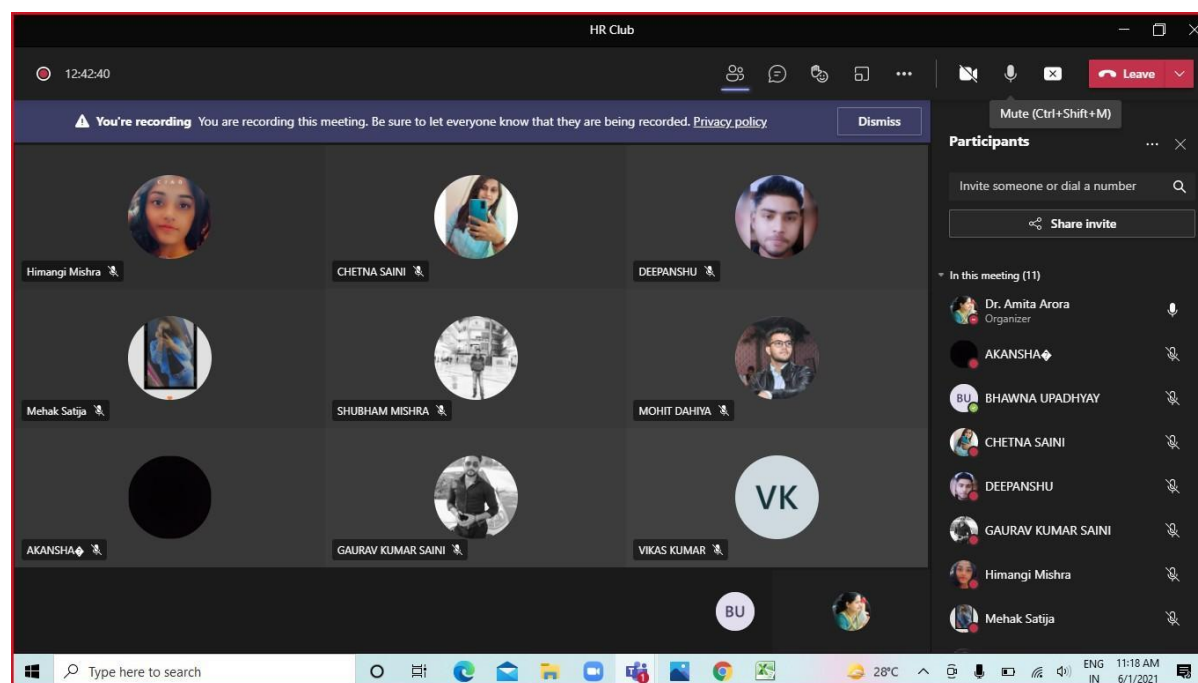 HR Club
12:42:40
Leave
You're recording You are recording this meeting. Be sure to let everyone know that they are being recorded. Privacy policy
Dismiss
Mute (Ctrl+Shift+M)
Himangi Mishra
CHETNA SAINI
DEEPANSHU
Mehak Satija
SHUBHAM MISHRA
MOHIT DAHIYA
AKANSHA�
GAURAV KUMAR SAINI
VK
VIKAS KUMAR
BU
Participants
Invite someone or dial a number
Share invite
In this meeting (11)
Dr. Amita Arora
Organizer
AKANSHA�
BU
BHAWNA UPADHYAY
CHETNA SAINI
DEEPANSHU
GAURAV KUMAR SAINI
Himangi Mishra
Mehak Satija
Type here to search
28°C
ENG
IN
11:18 AM
6/1/2021